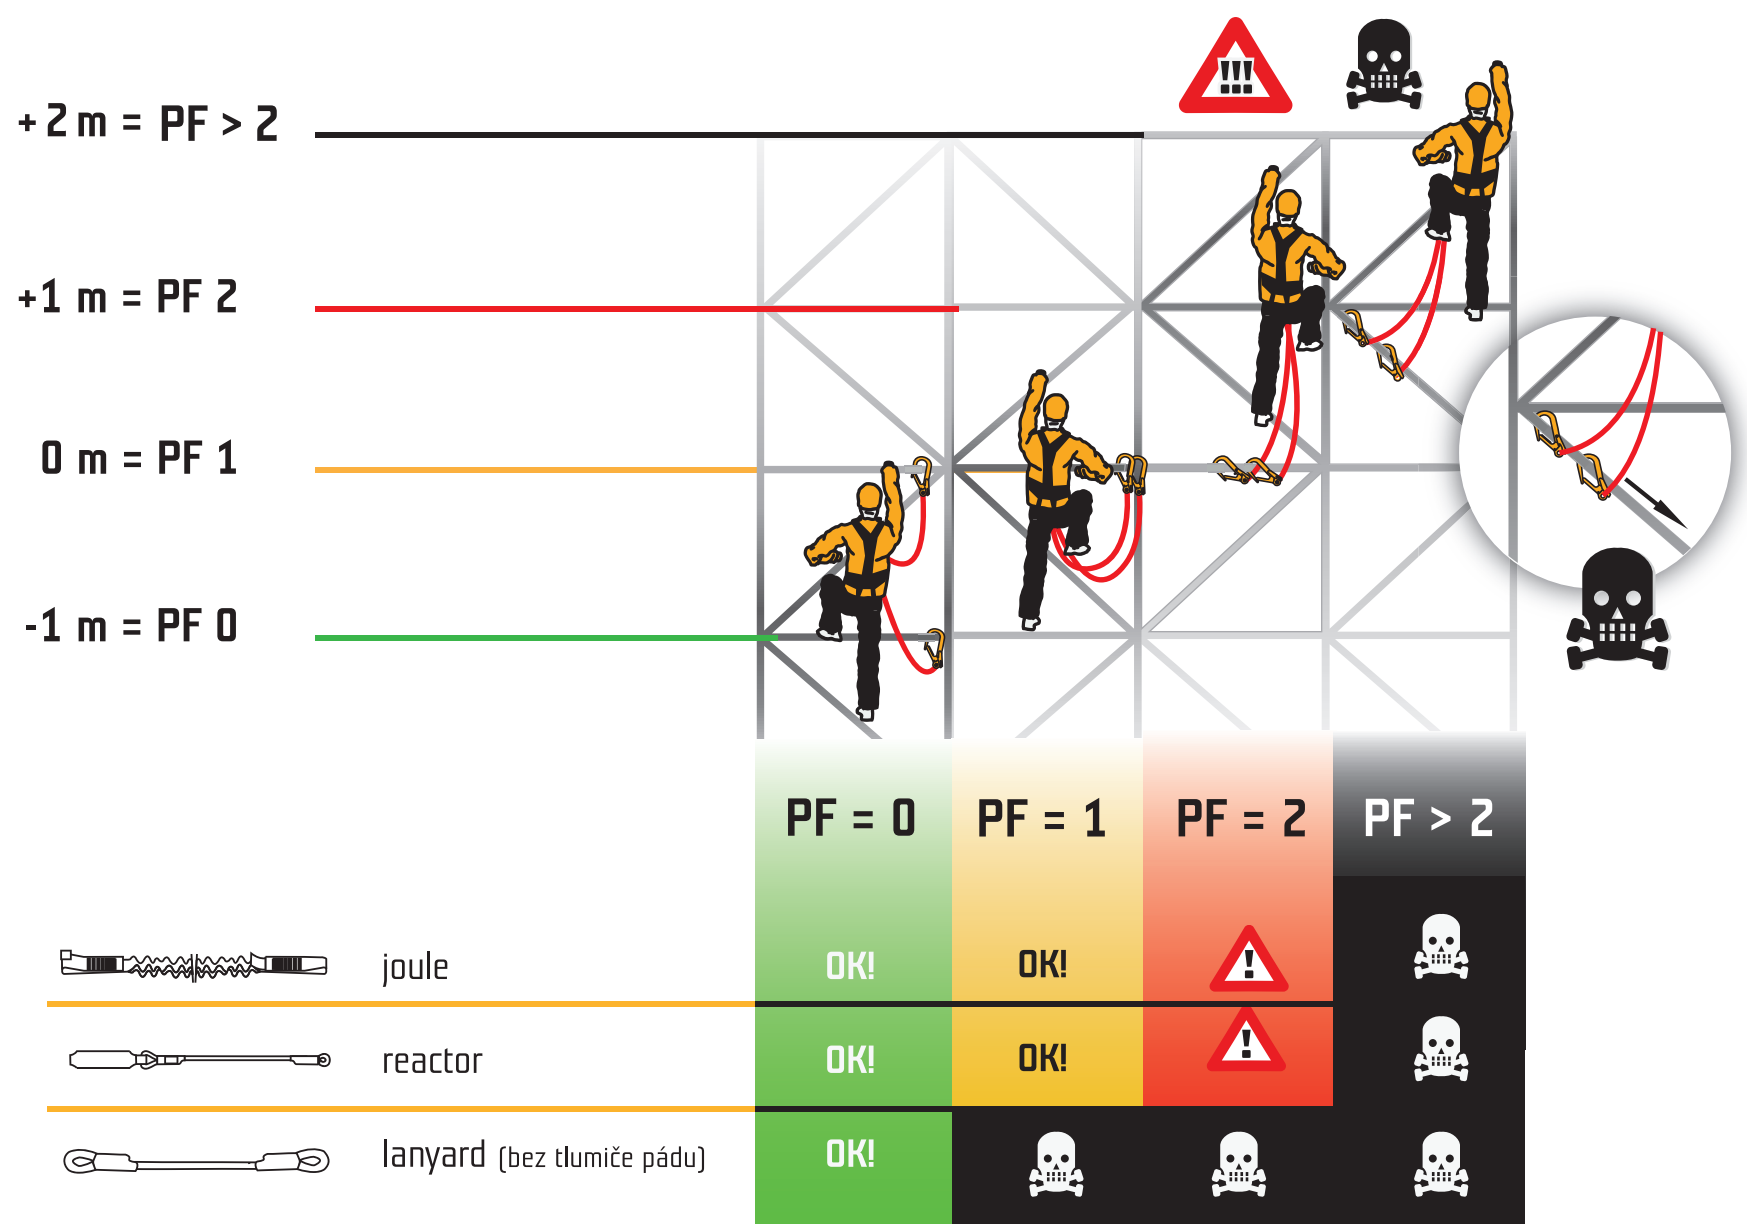 !!!
+2 m = PF > 2
+1 m = PF 2
0 m = PF 1
-1 m = PF 0
PF = 0 PF = 1 PF = 2 PF > 2
joule OK! OK! !
reactor OK! OK! !
lanyard (bez tlumiče pádu) OK!